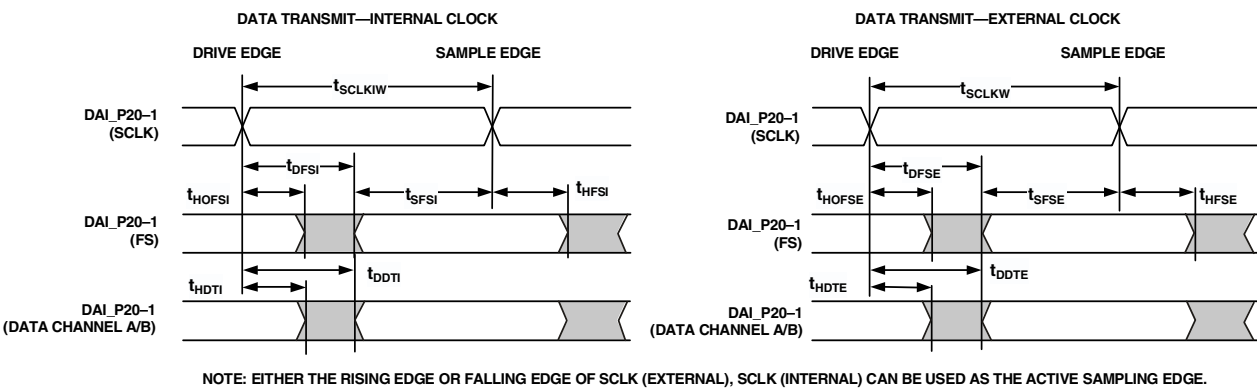 DATA TRANSMIT—INTERNAL CLOCK
DRIVE EDGE
SAMPLE EDGE
tSCLKIW
DAI_P20–1
(SCLK)
tDFSI
tHOFSI
tSFSI
tHFSI
DAI_P20–1
(FS)
tDDTI
tHDTI
DAI_P20–1
(DATA CHANNEL A/B)
DATA TRANSMIT—EXTERNAL CLOCK
DRIVE EDGE
SAMPLE EDGE
tSCLKW
DAI_P20–1
(SCLK)
tDFSE
tHOFSE
tSFSE
tHFSE
DAI_P20–1
(FS)
tDDTE
tHDTE
DAI_P20–1
(DATA CHANNEL A/B)
NOTE: EITHER THE RISING EDGE OR FALLING EDGE OF SCLK (EXTERNAL), SCLK (INTERNAL) CAN BE USED AS THE ACTIVE SAMPLING EDGE.